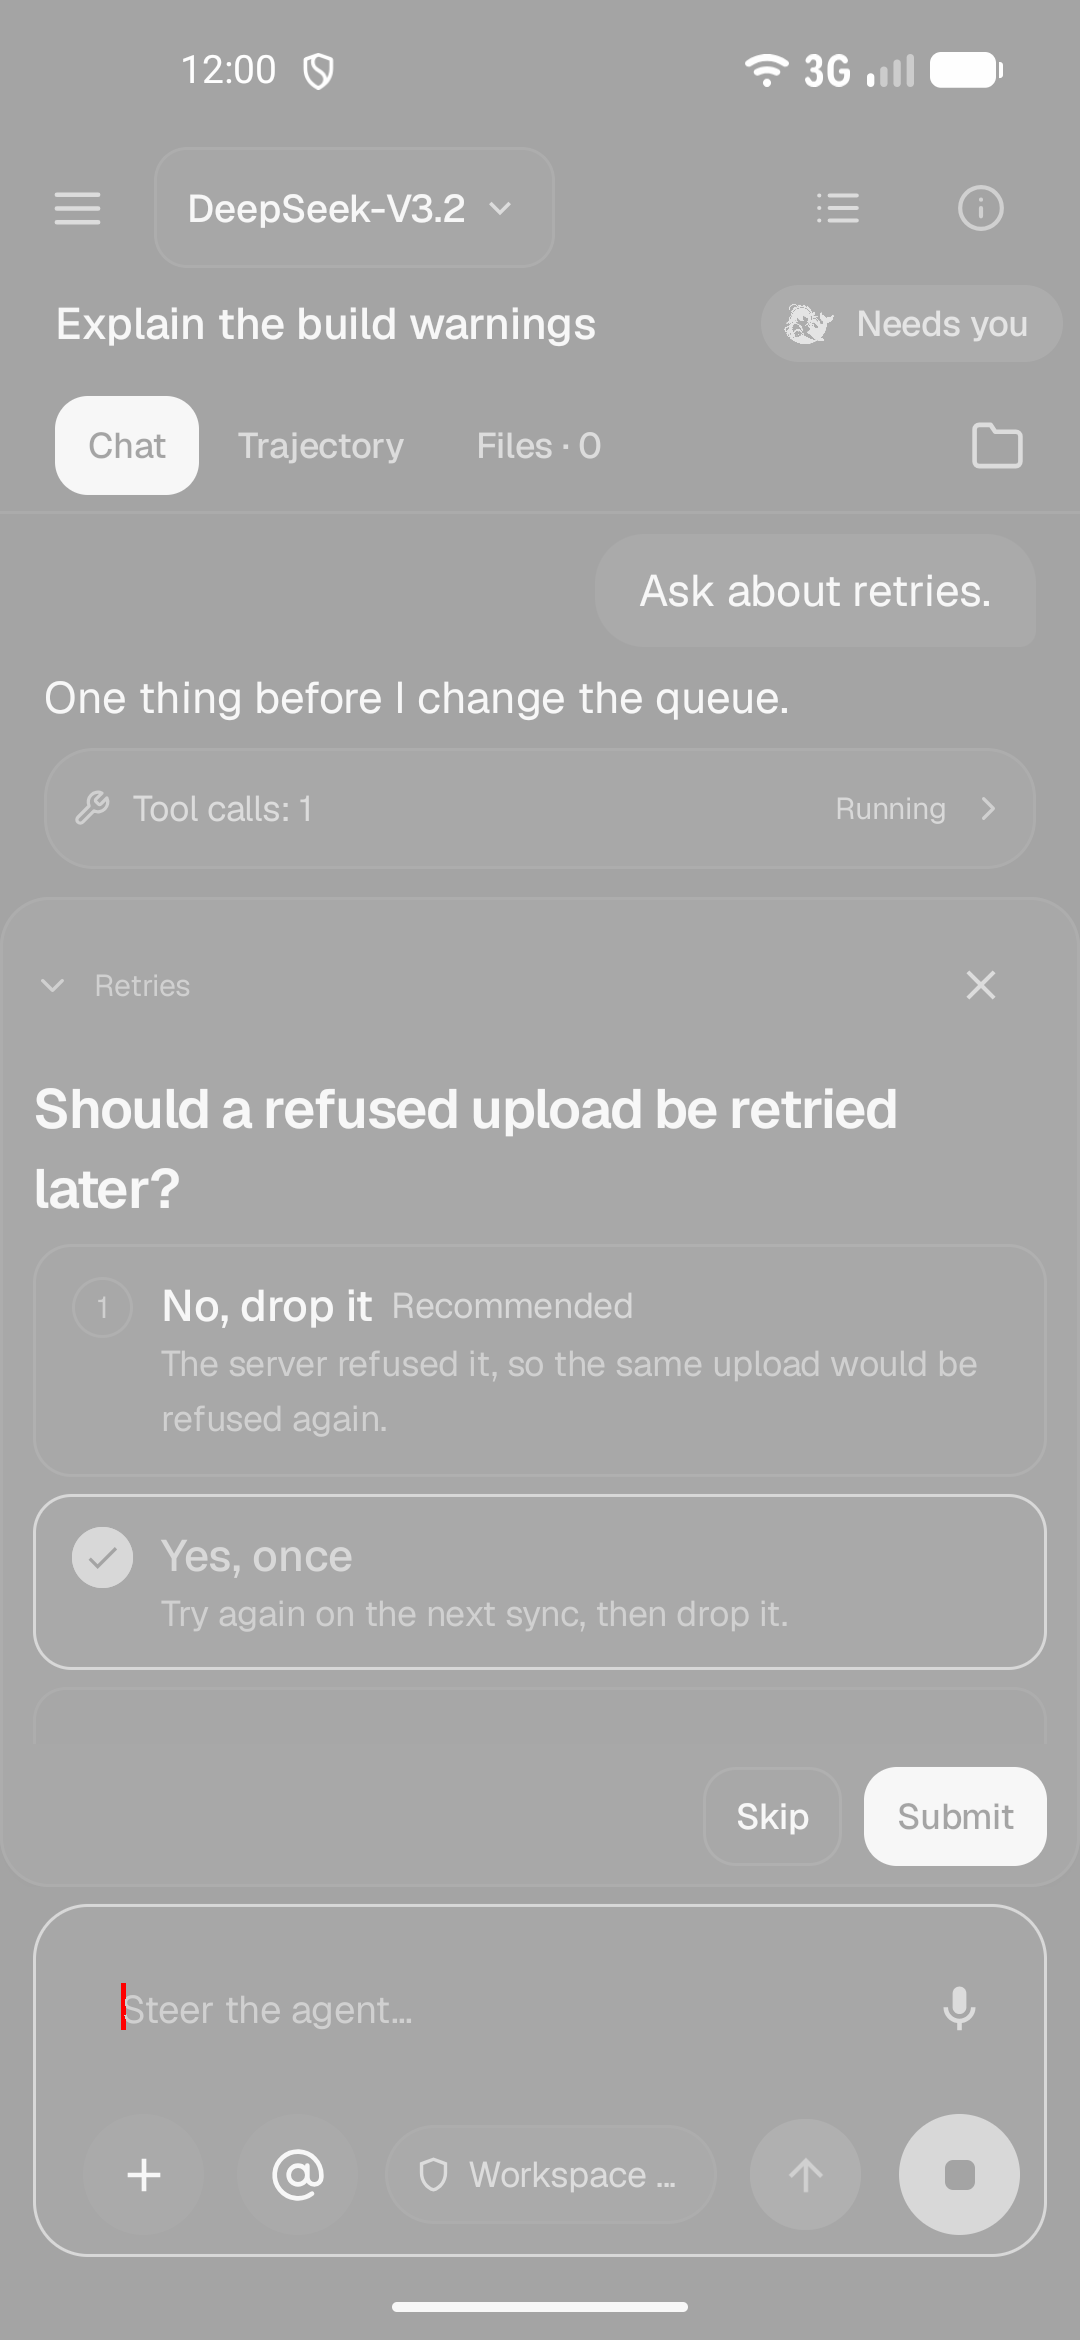 12:00
3G
DeepSeek-V3.2
Explain the build warnings
Needs you
Chat
Trajectory
Files · 0
Ask about retries.
One thing before I change the queue.
Tool calls: 1
Running
Retries
Should a refused upload be retried
later?
1
No, drop it Recommended
The server refused it, so the same upload would be
refused again.
Yes, once
Try again on the next sync, then drop it.
Skip
Submit
Steer the agent...
Workspace ...